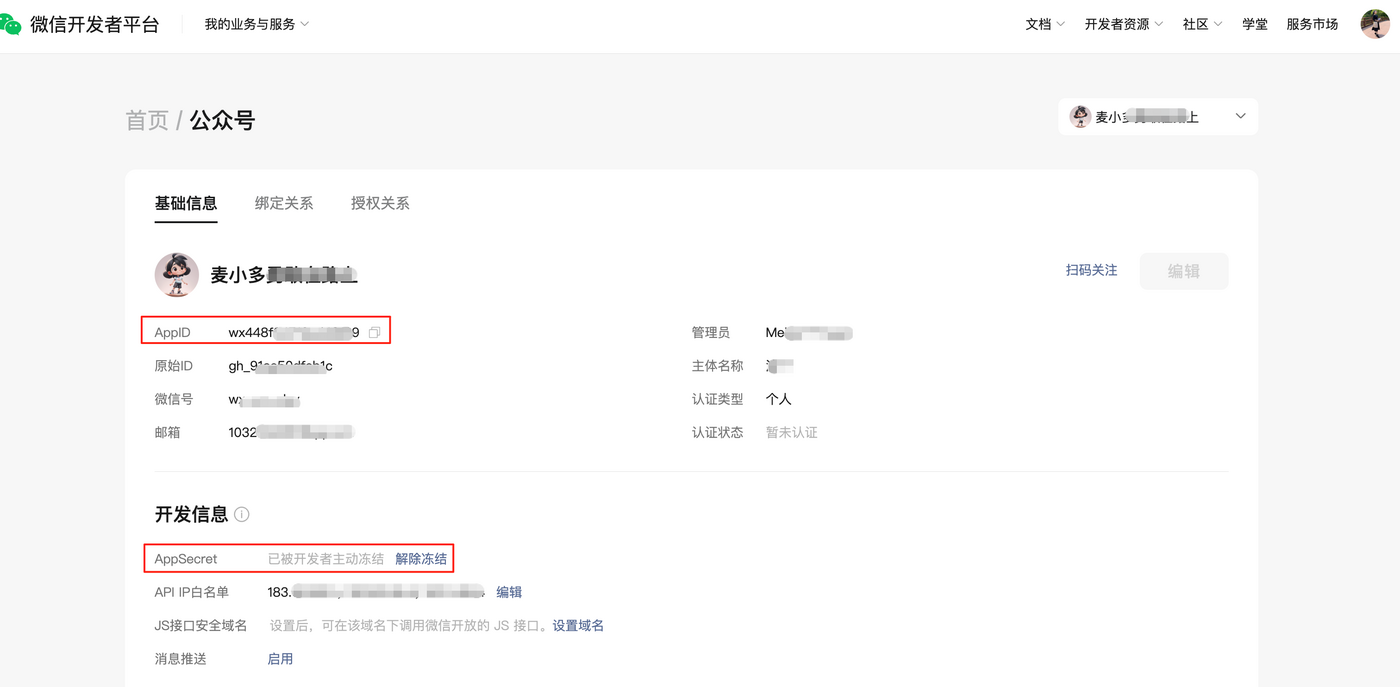 微信开发者平台 我的业务与服务 文档 开发者资源 社区 学堂 服务市场
首页 / 公众号 麦小 上
基础信息 绑定关系 授权关系
麦小多
扫码关注 编辑
AppID wx448f 9 管理员 Me
原始ID gh_9 c 主体名称
微信号 w 认证类型 个人
邮箱 1032 认证状态 暂未认证
开发信息
AppSecret 已被开发者主动冻结 解除冻结
API IP白名单 183. 编辑
JS接口安全域名 设置后，可在该域名下调用微信开放的 JS 接口。设置域名
消息推送 启用